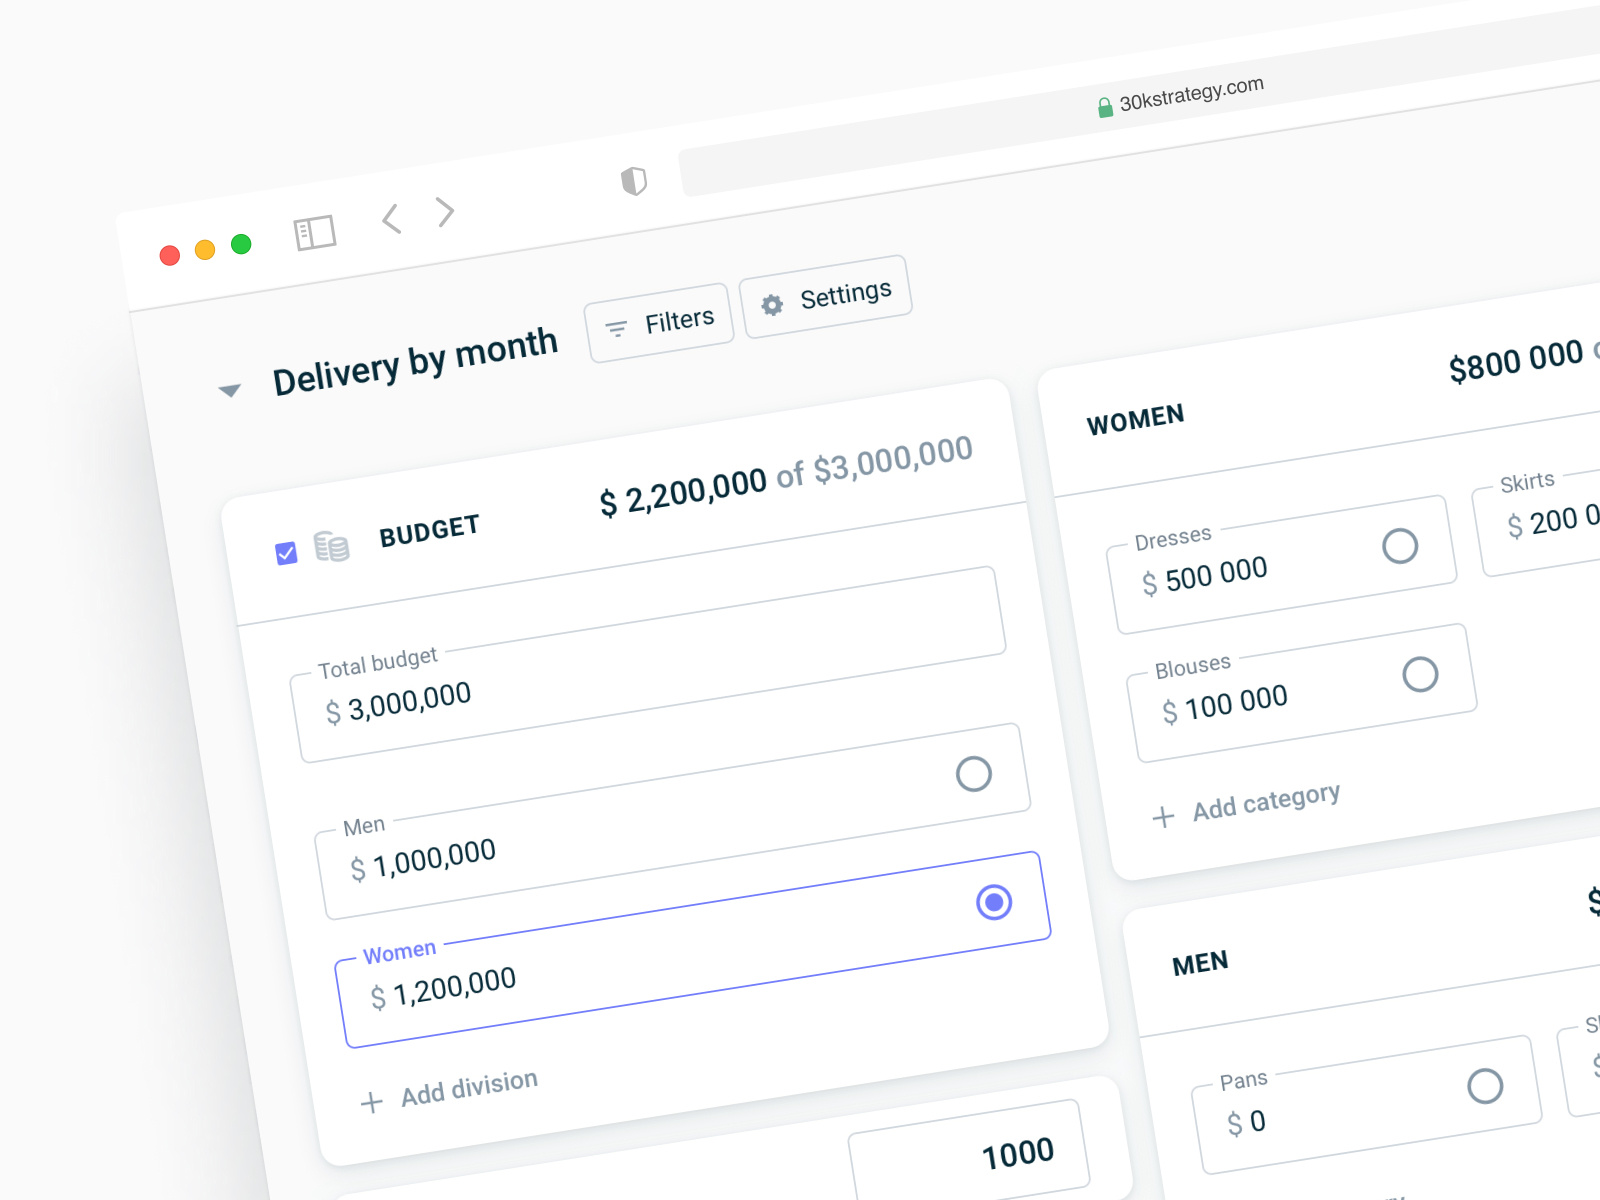 30kstrategy.com
Delivery by month
Filters
Settings
BUDGET
$ 2,200,000 of $3,000,000
Total budget
$ 3,000,000
Men
$ 1,000,000
Women
$ 1,200,000
+ Add division
1000
WOMEN
$800 000
Dresses
$ 500 000
Skirts
$ 200 0
Blouses
$ 100 000
+ Add category
MEN
$
Pans
$ 0
$